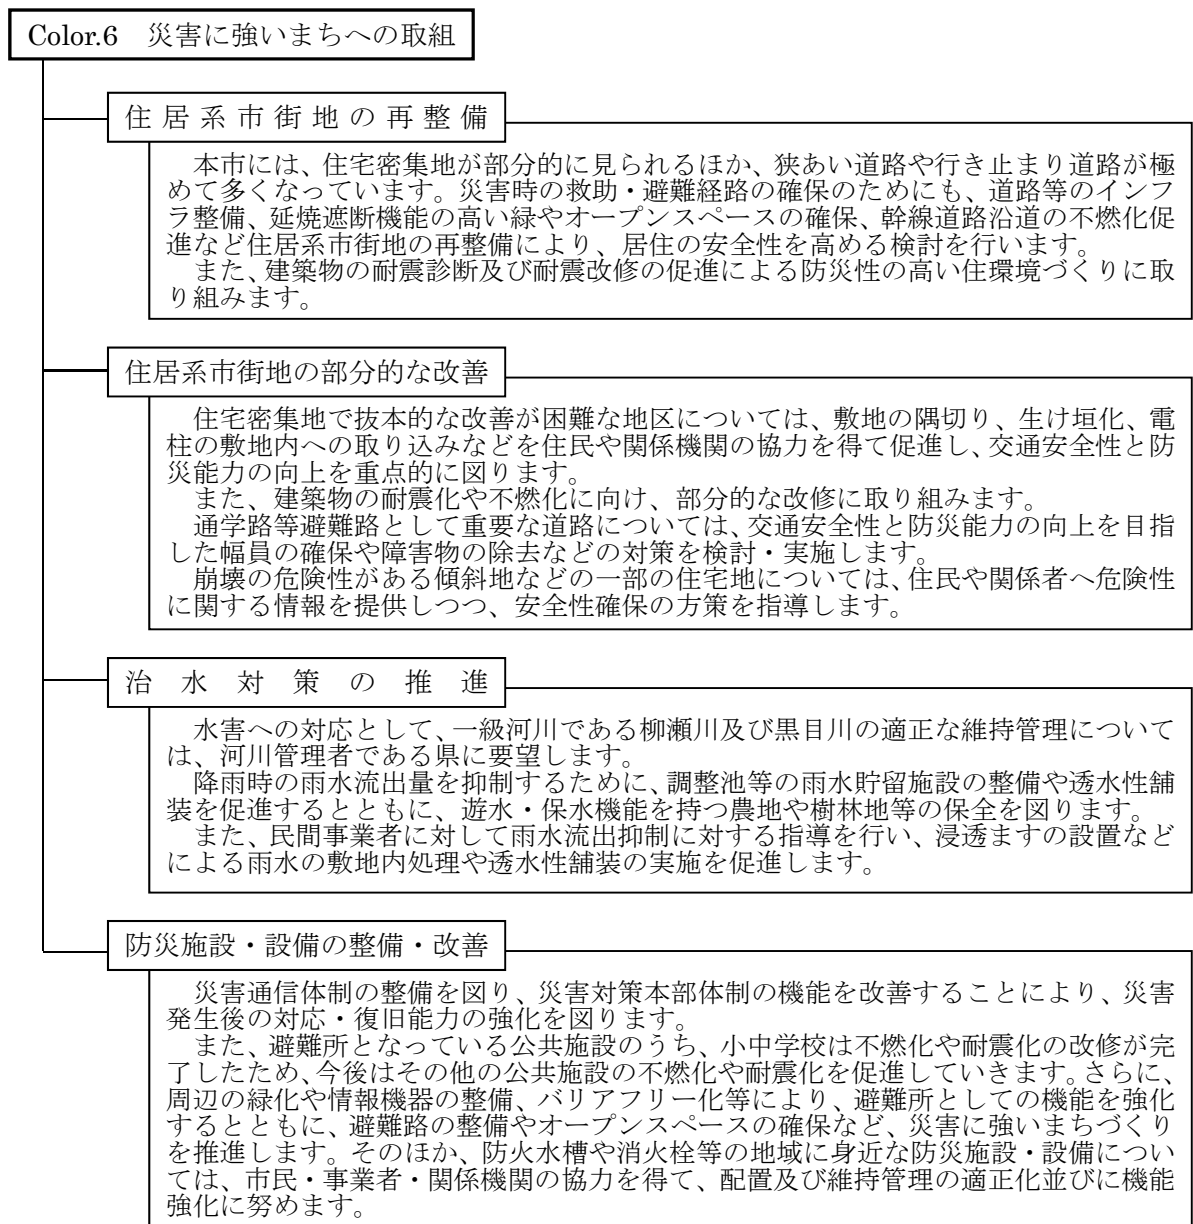 Color.6　災害に強いまちへの取組
住居系市街地の再整備
本市には、住宅密集地が部分的に見られるほか、狭あい道路や行き止まり道路が極
めて多くなっています。災害時の救助・避難経路の確保のためにも、道路等のインフ
ラ整備、延焼遮断機能の高い緑やオープンスペースの確保、幹線道路沿道の不燃化促
進など住居系市街地の再整備により、居住の安全性を高める検討を行います。
また、建築物の耐震診断及び耐震改修の促進による防災性の高い住環境づくりに取
り組みます。
住居系市街地の部分的な改善
住宅密集地で抜本的な改善が困難な地区については、敷地の隅切り、生け垣化、電
柱の敷地内への取り込みなどを住民や関係機関の協力を得て促進し、交通安全性と防
災能力の向上を重点的に図ります。
また、建築物の耐震化や不燃化に向け、部分的な改修に取り組みます。
通学路等避難路として重要な道路については、交通安全性と防災能力の向上を目指
した幅員の確保や障害物の除去などの対策を検討・実施します。
崩壊の危険性がある傾斜地などの一部の住宅地については、住民や関係者へ危険性
に関する情報を提供しつつ、安全性確保の方策を指導します。
治水対策の推進
水害への対応として、一級河川である柳瀬川及び黒目川の適正な維持管理について
は、河川管理者である県に要望します。
降雨時の雨水流出量を抑制するために、調整池等の雨水貯留施設の整備や透水性舗
装を促進するとともに、遊水・保水機能を持つ農地や樹林地等の保全を図ります。
また、民間事業者に対して雨水流出抑制に対する指導を行い、浸透ますの設置など
による雨水の敷地内処理や透水性舗装の実施を促進します。
防災施設・設備の整備・改善
災害通信体制の整備を図り、災害対策本部体制の機能を改善することにより、災害
発生後の対応・復旧能力の強化を図ります。
また、避難所となっている公共施設のうち、小中学校は不燃化や耐震化の改修が完
了したため、今後はその他の公共施設の不燃化や耐震化を促進していきます。さらに、
周辺の緑化や情報機器の整備、バリアフリー化等により、避難所としての機能を強化
するとともに、避難路の整備やオープンスペースの確保など、災害に強いまちづくり
を推進します。そのほか、防火水槽や消火栓等の地域に身近な防災施設・設備につい
ては、市民・事業者・関係機関の協力を得て、配置及び維持管理の適正化並びに機能
強化に努めます。